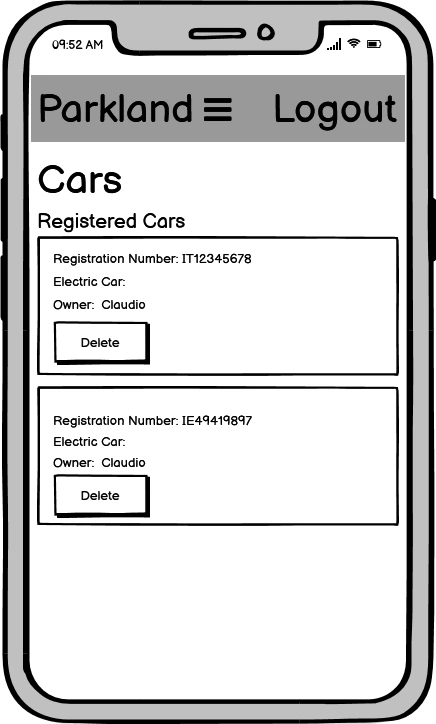 09:52 AM
Parkland Logout
Cars
Registered Cars
Registration Number: IT12345678
Electric Car:
Owner: Claudio
Delete
Registration Number: IE49419897
Electric Car:
Owner: Claudio
Delete